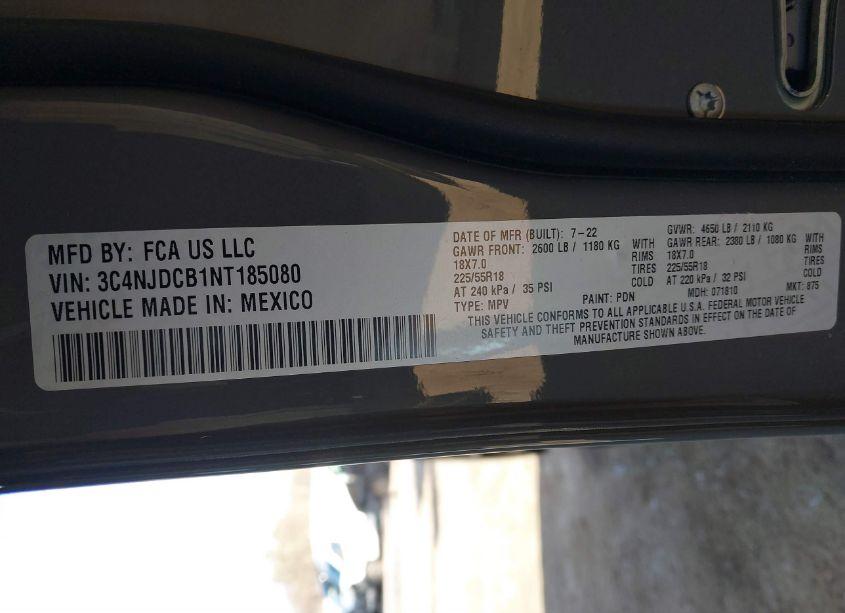 MFD BY: FCA US LLC
VIN: 3C4NJDCB1NT185080
VEHICLE MADE IN: MEXICO
DATE OF MFR (BUILT): 7-22 GVWR: 4650 LB / 2110 KG
GAWR FRONT: 2600 LB / 1180 KG WITH GAWR REAR: 2380 LB / 1080 KG WITH
18X7.0 RIMS 18X7.0 RIMS
225/55R18 TIRES 225/55R18 TIRES
AT 240 kPa / 35 PSI COLD AT 220 kPa / 32 PSI COLD
TYPE: MPV PAINT: PDN MDH: 071810 MKT: 875
THIS VEHICLE CONFORMS TO ALL APPLICABLE U.S.A. FEDERAL MOTOR VEHICLE
SAFETY AND THEFT PREVENTION STANDARDS IN EFFECT ON THE DATE OF
MANUFACTURE SHOWN ABOVE.